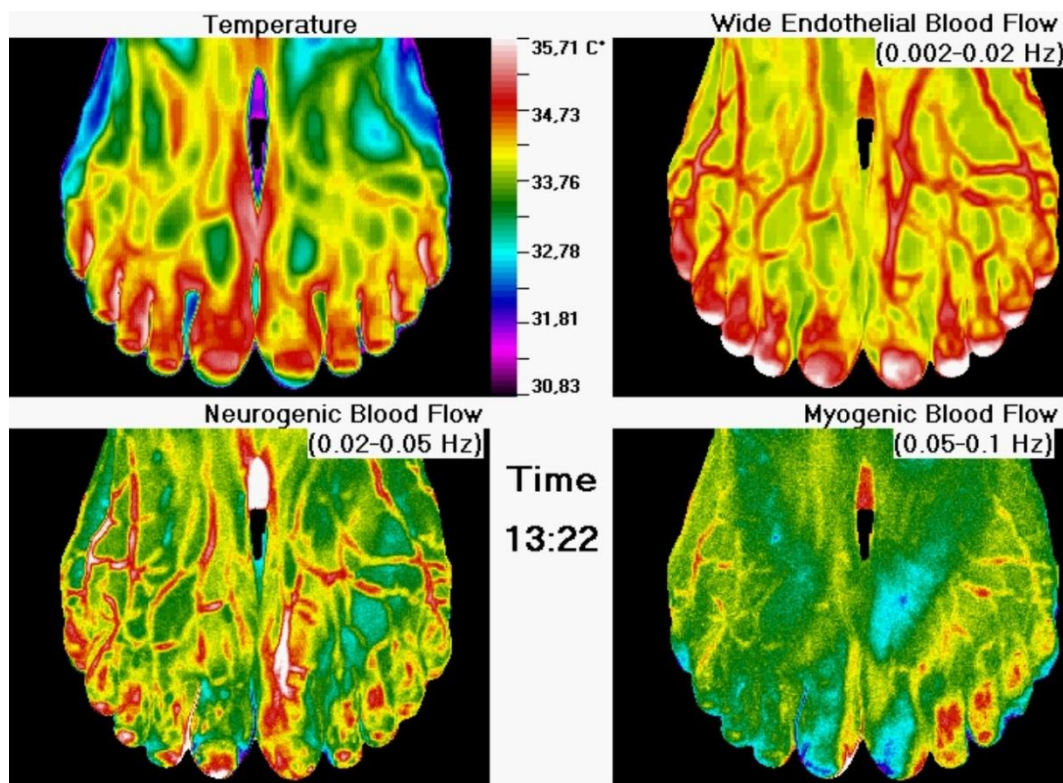 Temperature
35,71 C°
34,73
33,76
32,78
31,81
30,83
Wide Endothelial Blood Flow
(0.002-0.02 Hz)
Neurogenic Blood Flow
(0.02-0.05 Hz)
Time
13:22
Myogenic Blood Flow
(0.05-0.1 Hz)